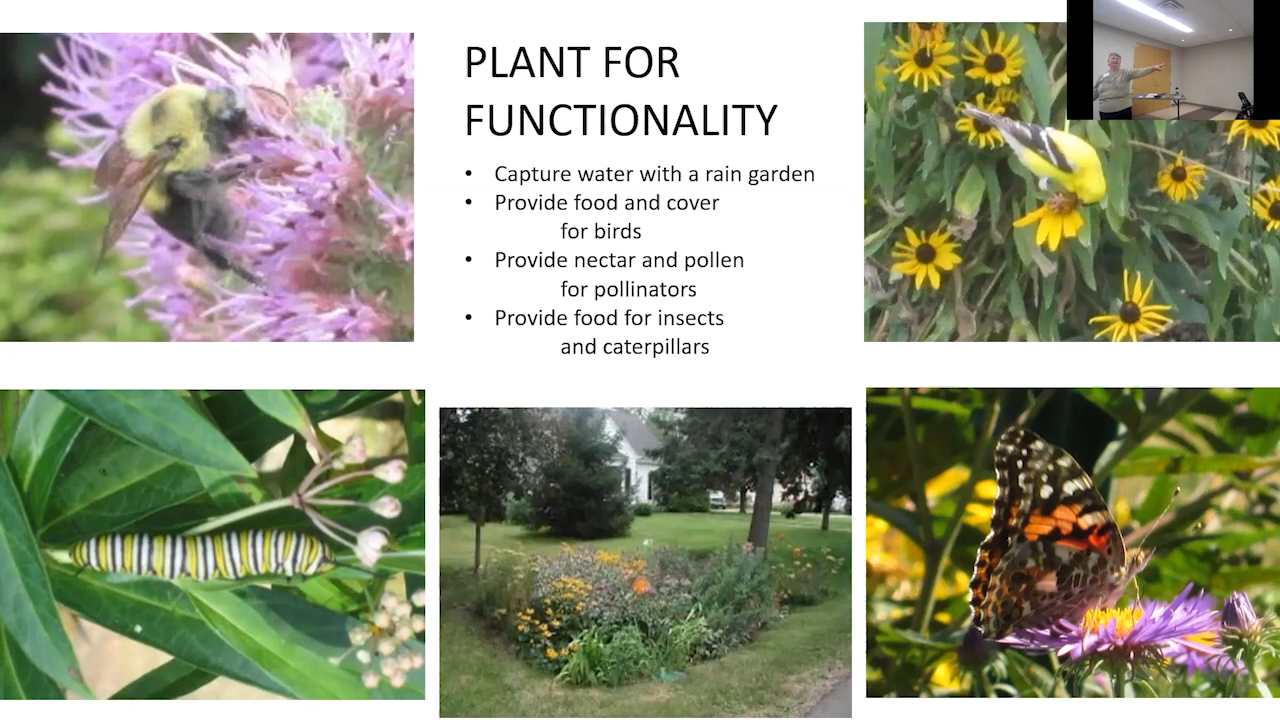 PLANT FOR
FUNCTIONALITY
• Capture water with a rain garden
• Provide food and cover
for birds
• Provide nectar and pollen
for pollinators
• Provide food for insects
and caterpillars